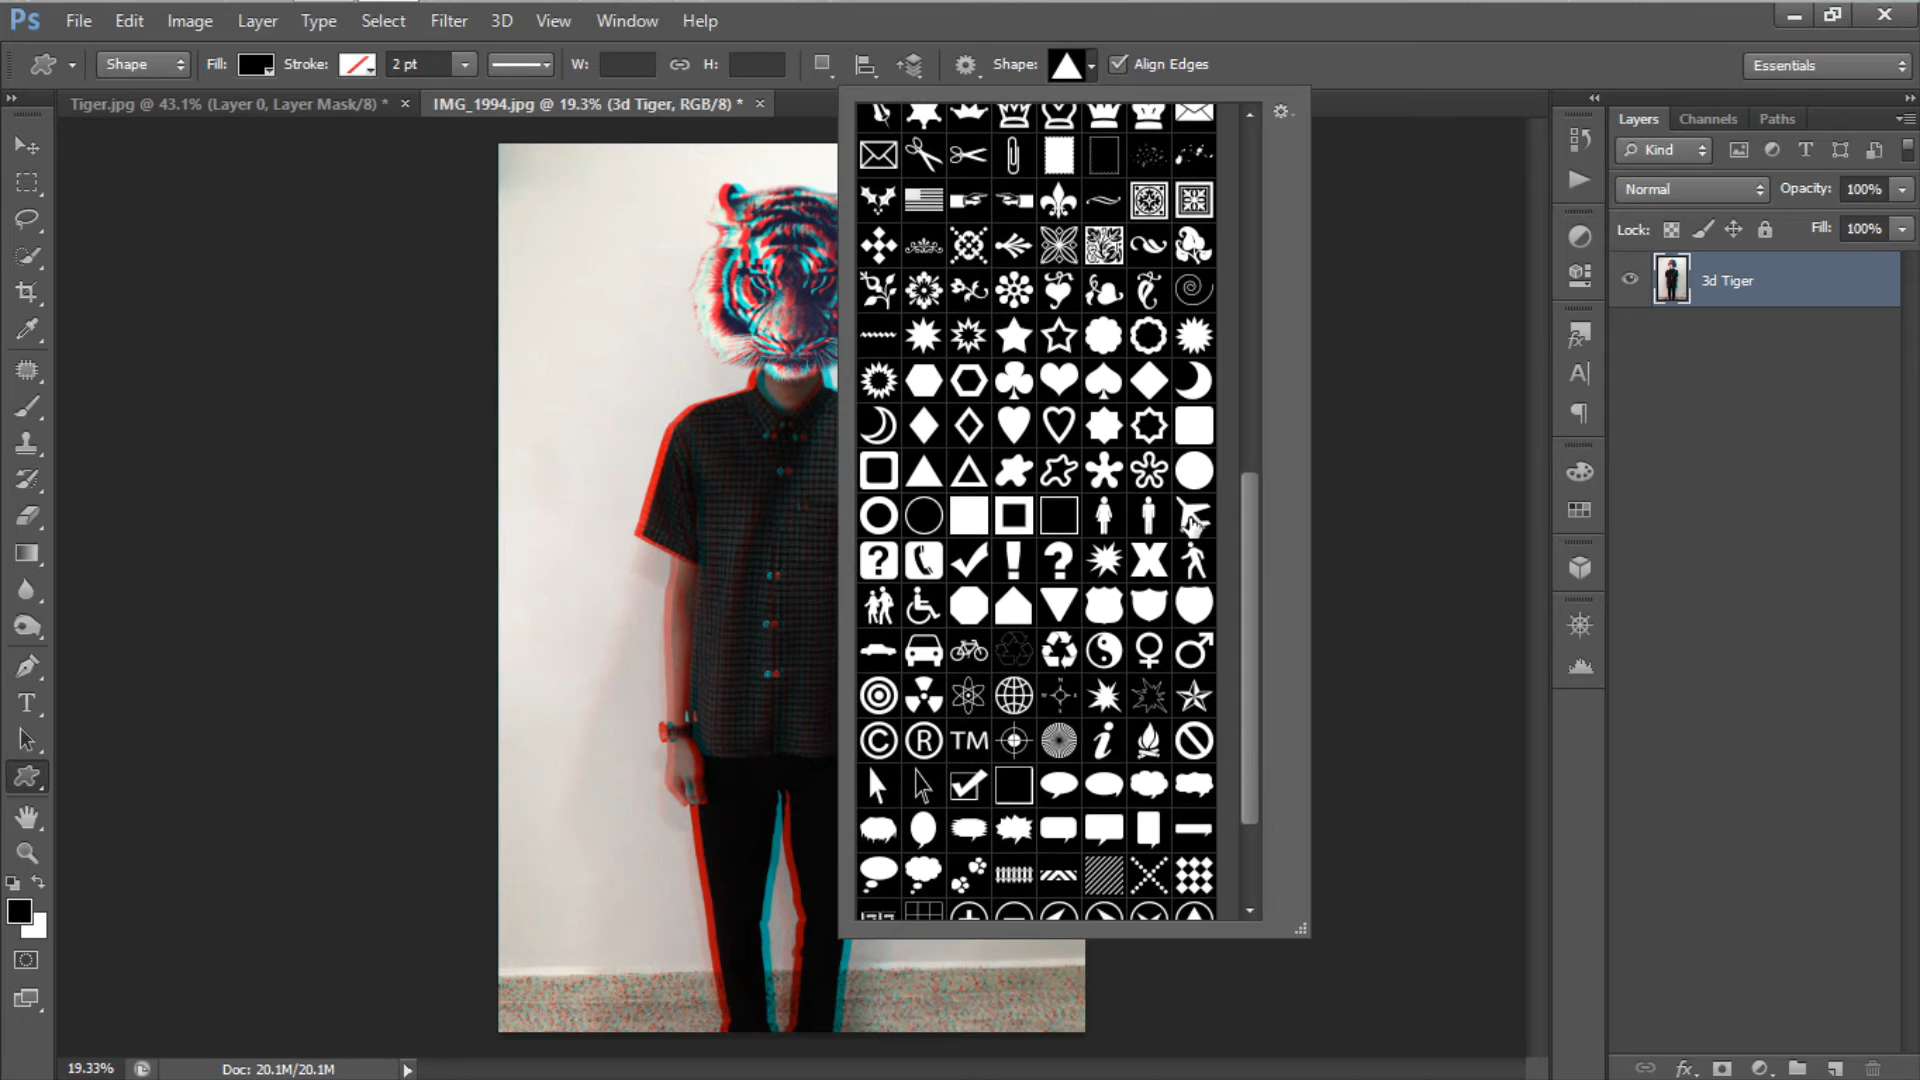 Ps File Edit Image Layer Type Select Filter 3D View Window Help
Shape Fill: Stroke: 2 pt W: H: Shape: Align Edges Essentials
Tiger.jpg @ 43.1% (Layer 0, Layer Mask/8) * × IMG_1994.jpg @ 19.3% (3d Tiger, RGB/8) * ×
Layers Channels Paths
Kind
Normal Opacity: 100%
Lock: Fill: 100%
3d Tiger
19.33% Doc: 20.1M/20.1M